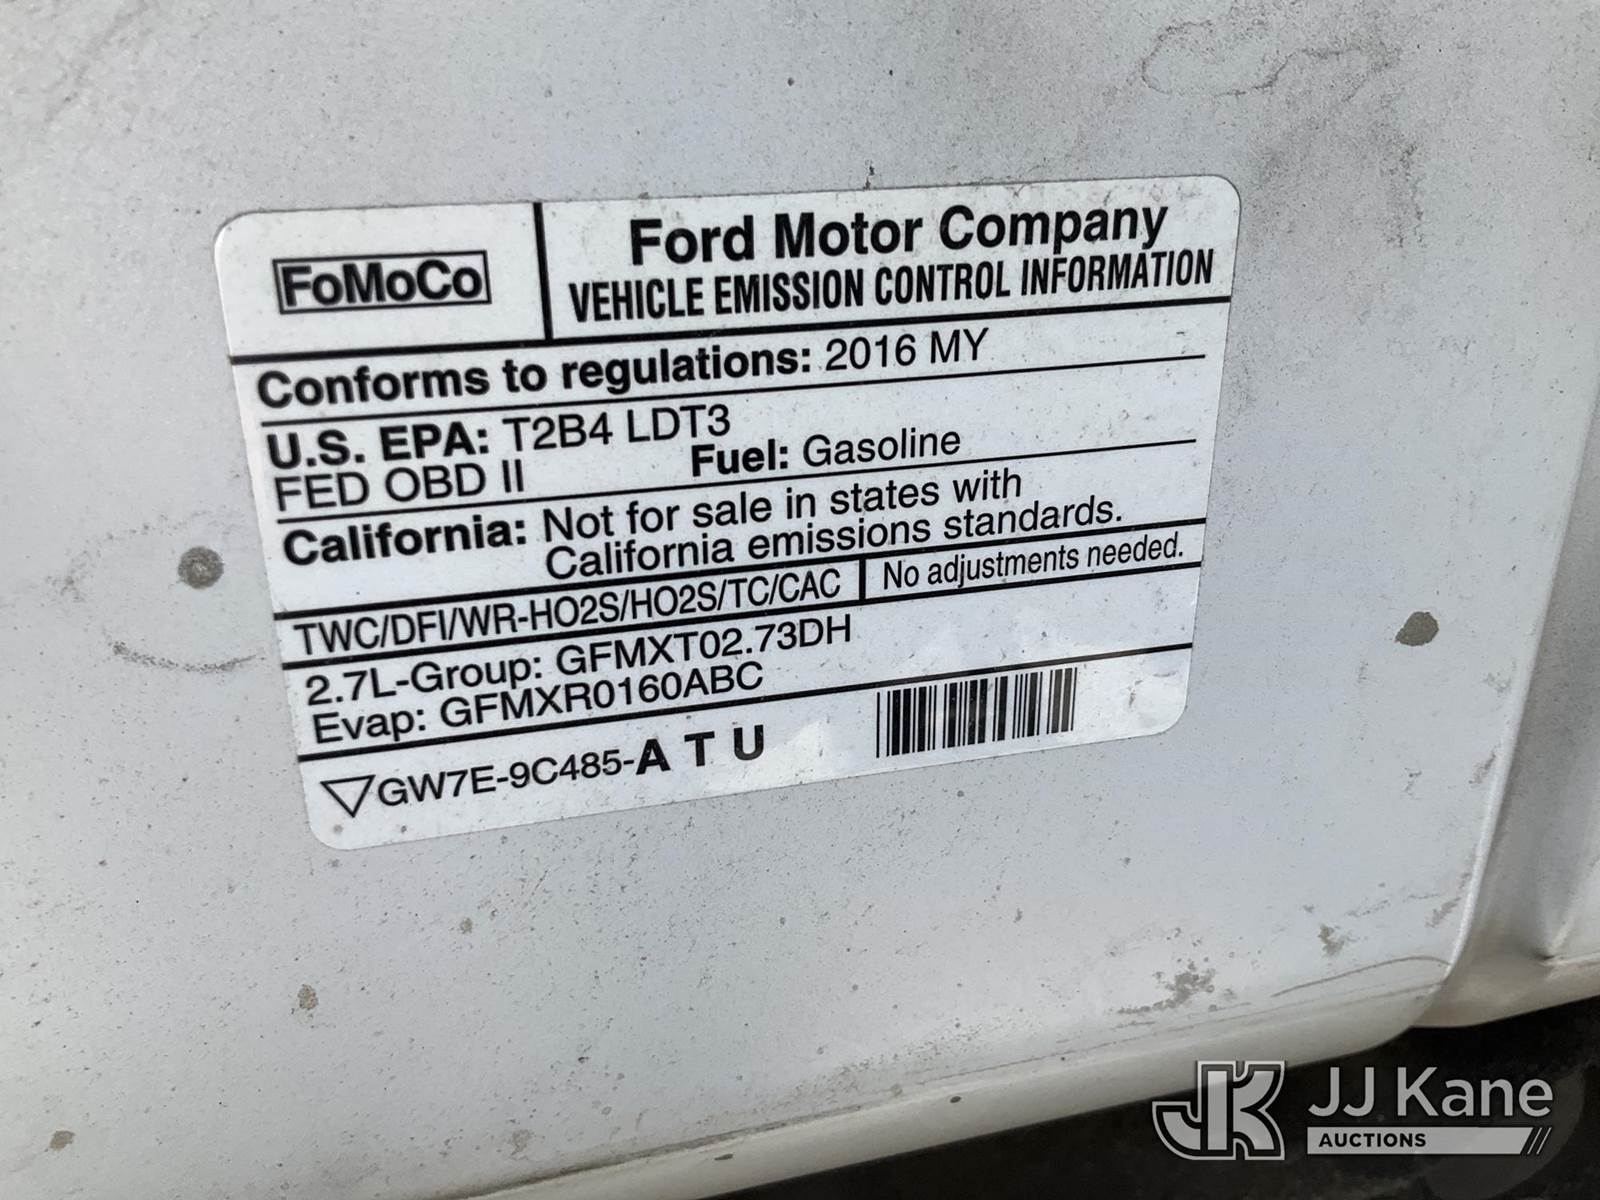 FoMoCo
Ford Motor Company
VEHICLE EMISSION CONTROL INFORMATION
Conforms to regulations: 2016 MY
U.S. EPA: T2B4 LDT3
FED OBD II Fuel: Gasoline
California: Not for sale in states with
California emissions standards.
TWC/DFI/WR-HO2S/HO2S/TC/CAC No adjustments needed.
2.7L-Group: GFMXT02.73DH
Evap: GFMXR0160ABC
GW7E-9C485-A T U
JK JJ Kane
AUCTIONS